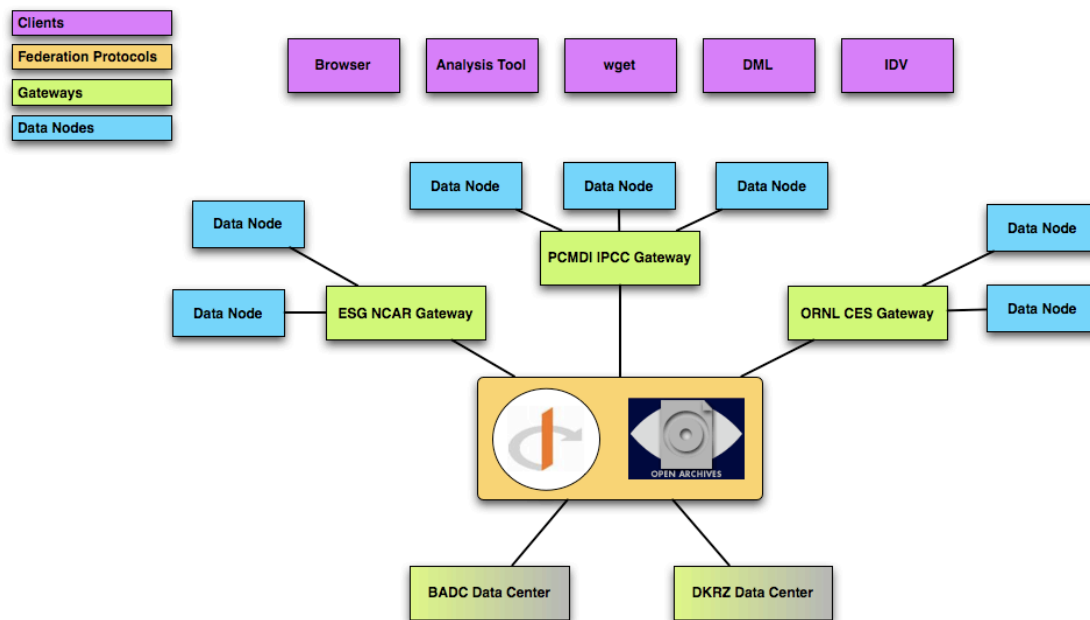 Clients
Federation Protocols
Gateways
Data Nodes
Browser
Analysis Tool
wget
DML
IDV
Data Node
Data Node
Data Node
Data Node
Data Node
PCMDI IPCC Gateway
Data Node
Data Node
ESG NCAR Gateway
ORNL CES Gateway
OPEN ARCHIVES
BADC Data Center
DKRZ Data Center